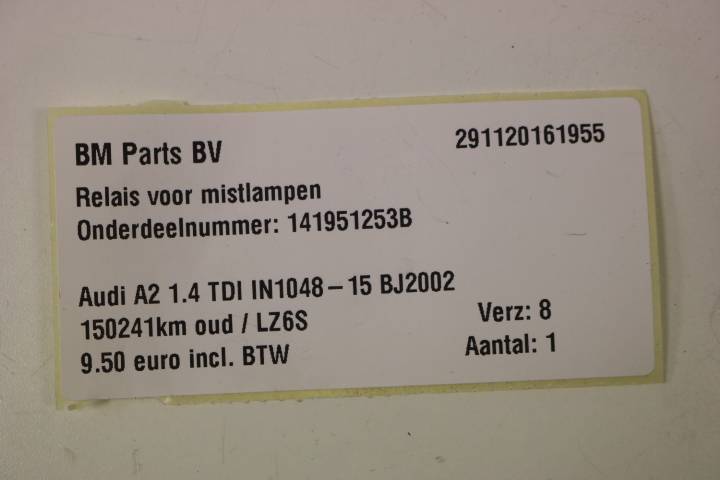 BM Parts BV
291120161955
Relais voor mistlampen
Onderdeelnummer: 141951253B
Audi A2 1.4 TDI IN1048-15 BJ2002
150241km oud / LZ6S
Verz: 8
9.50 euro incl. BTW
Aantal: 1